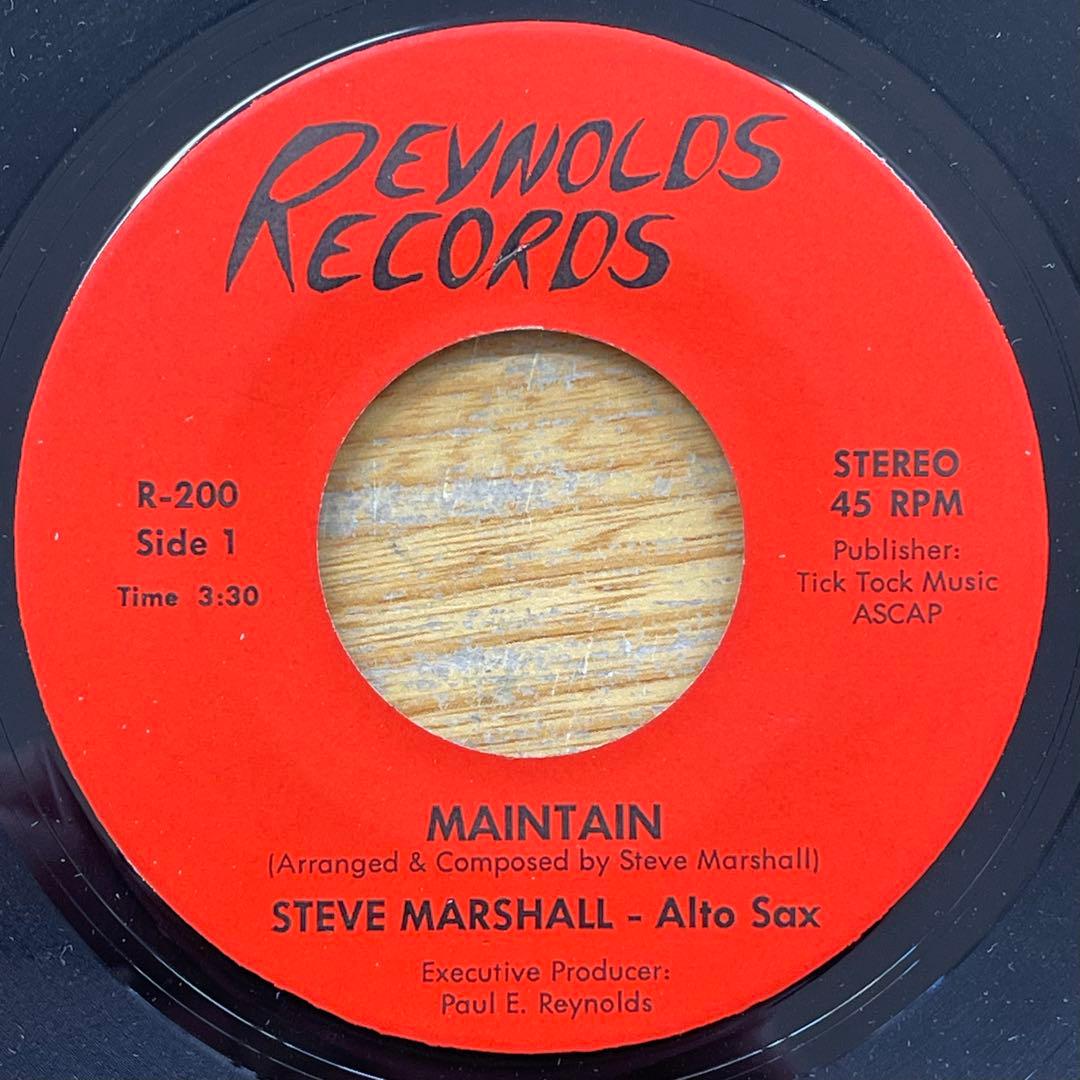 REYNOLDS
RECORDS
R-200
Side 1
Time 3:30
STEREO
45 RPM
Publisher:
Tick Tock Music
ASCAP
MAINTAIN
(Arranged & Composed by Steve Marshall)
STEVE MARSHALL - Alto Sax
Executive Producer:
Paul E. Reynolds